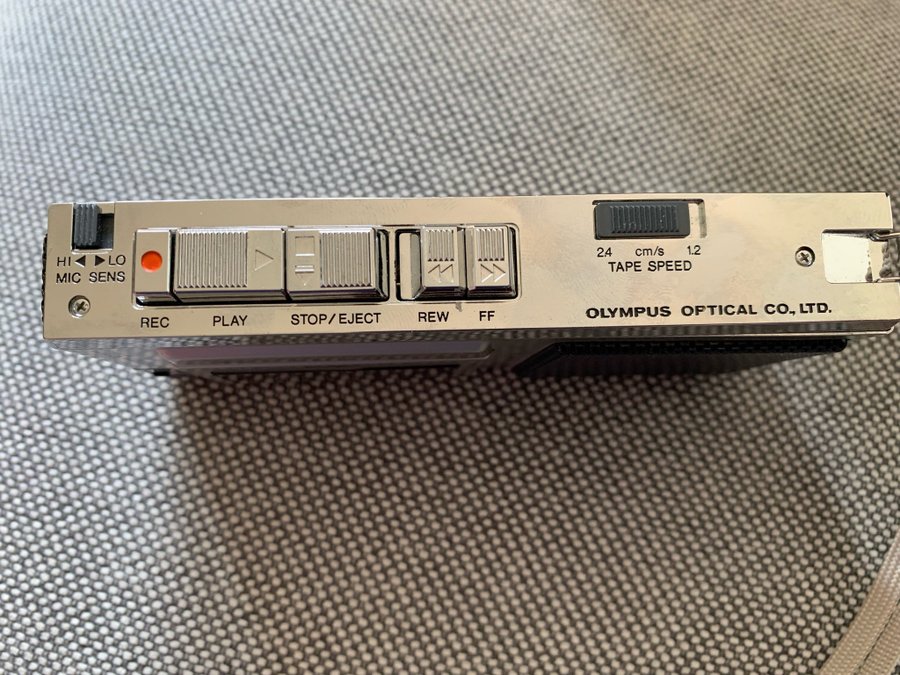 HI ◀ ▶ LO
MIC SENS
REC
PLAY
STOP/EJECT
REW
FF
2.4 cm/s 1.2
TAPE SPEED
OLYMPUS OPTICAL CO., LTD.